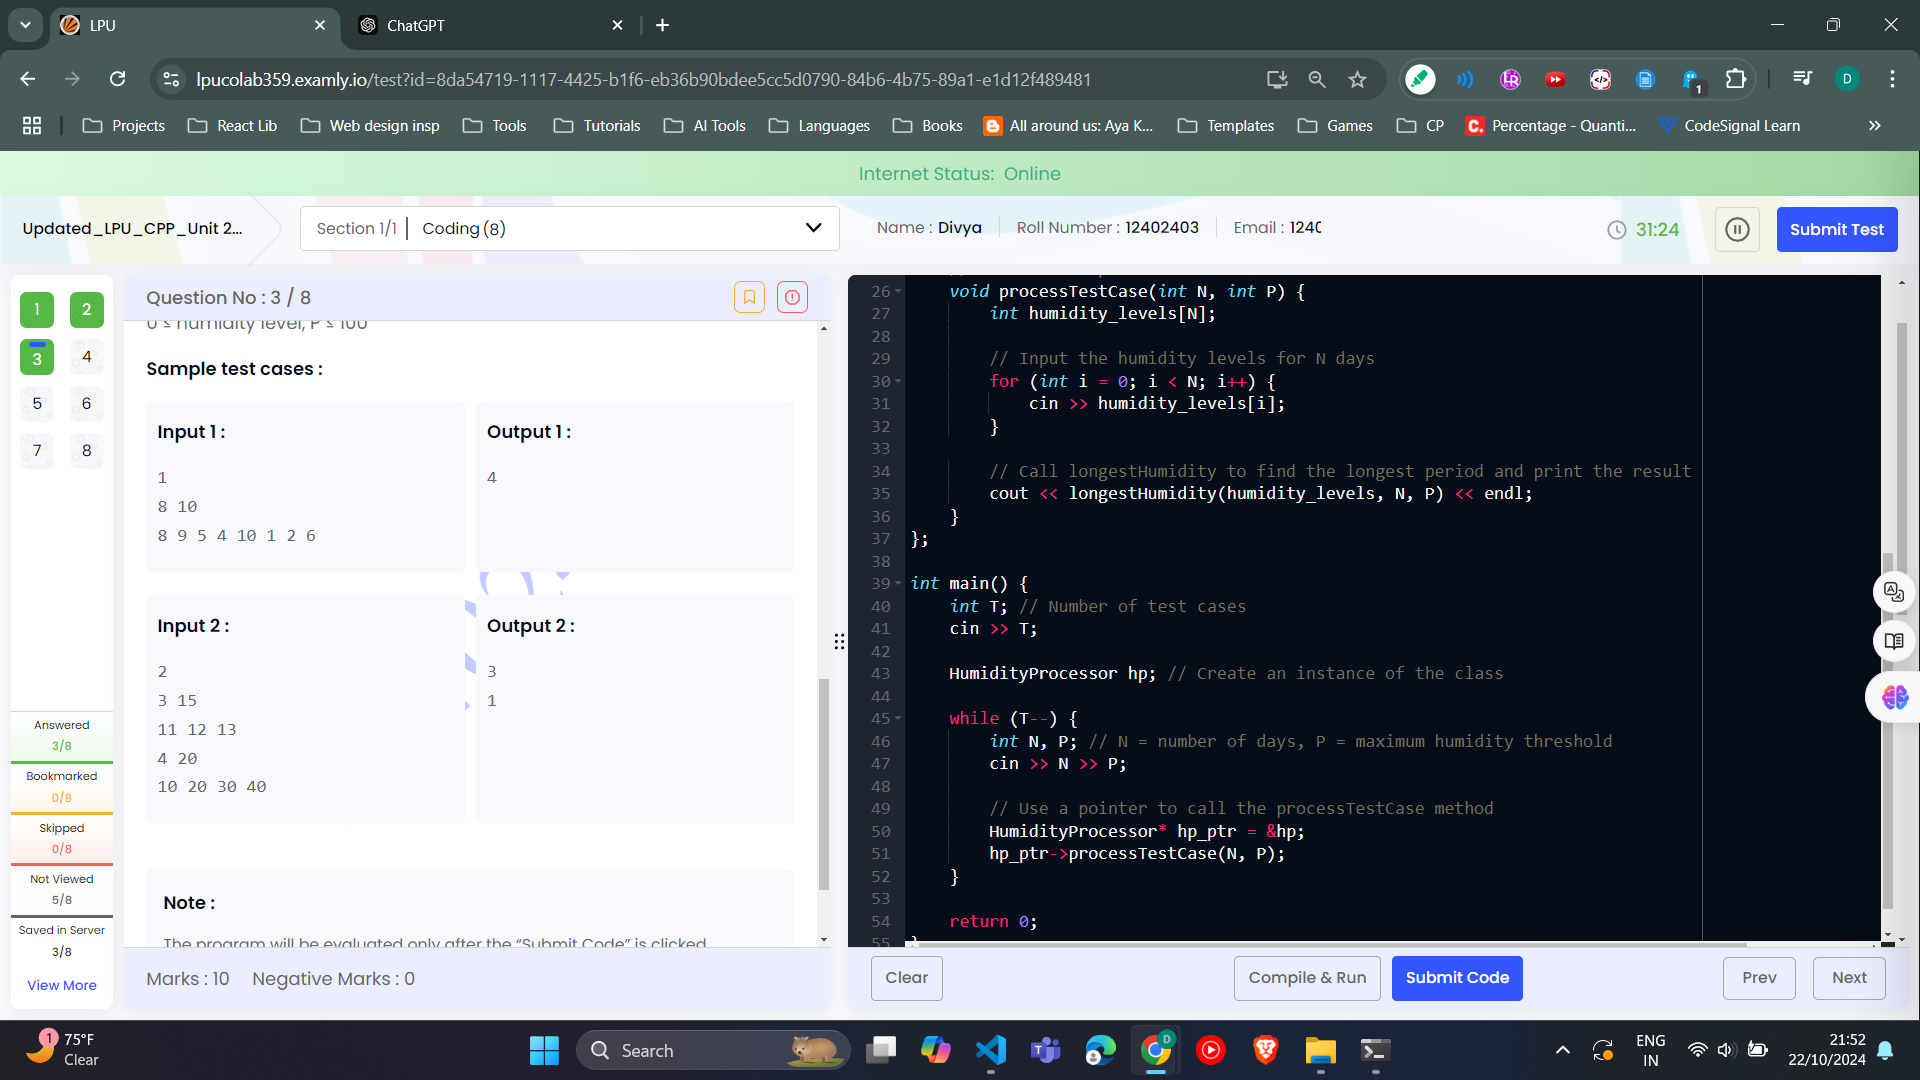 LPU
ChatGPT
lpucolab359.examly.io/test?id=8da54719-1117-4425-b1f6-eb36b90bdee5cc5d0790-84b6-4b75-89a1-e1d12f489481
1
D
Projects
React Lib
Web design insp
Tools
Tutorials
AI Tools
Languages
Books
All around us: Aya K...
Templates
Games
CP
Percentage - Quanti...
CodeSignal Learn
Internet Status: Online
Updated_LPU_CPP_Unit 2...
Section 1/1 | Coding (8)
Name : Divya
Roll Number : 12402403
Email : 1240
31:24
Submit Test
1 2
3 4
5 6
7 8
Answered
3/8
Bookmarked
0/8
Skipped
0/8
Not Viewed
5/8
Saved in Server
3/8
View More
Question No : 3 / 8
0 ≤ humidity level, P ≤ 100
Sample test cases :
Input 1 :
1
8 10
8 9 5 4 10 1 2 6
Output 1 :
4
Input 2 :
2
3 15
11 12 13
4 20
10 20 30 40
Output 2 :
3
1
Note :
The program will be evaluated only after the “Submit Code” is clicked
Marks : 10 Negative Marks : 0
26 void processTestCase(int N, int P) {
27 int humidity_levels[N];
28
29 // Input the humidity levels for N days
30 for (int i = 0; i < N; i++) {
31 cin >> humidity_levels[i];
32 }
33
34 // Call longestHumidity to find the longest period and print the result
35 cout << longestHumidity(humidity_levels, N, P) << endl;
36 }
37 };
38
39 int main() {
40 int T; // Number of test cases
41 cin >> T;
42
43 HumidityProcessor hp; // Create an instance of the class
44
45 while (T--) {
46 int N, P; // N = number of days, P = maximum humidity threshold
47 cin >> N >> P;
48
49 // Use a pointer to call the processTestCase method
50 HumidityProcessor* hp_ptr = &hp;
51 hp_ptr->processTestCase(N, P);
52 }
53
54 return 0;
55 }
Clear
Compile & Run
Submit Code
Prev
Next
1
75°F
Clear
Search
D
ENG
IN
21:52
22/10/2024